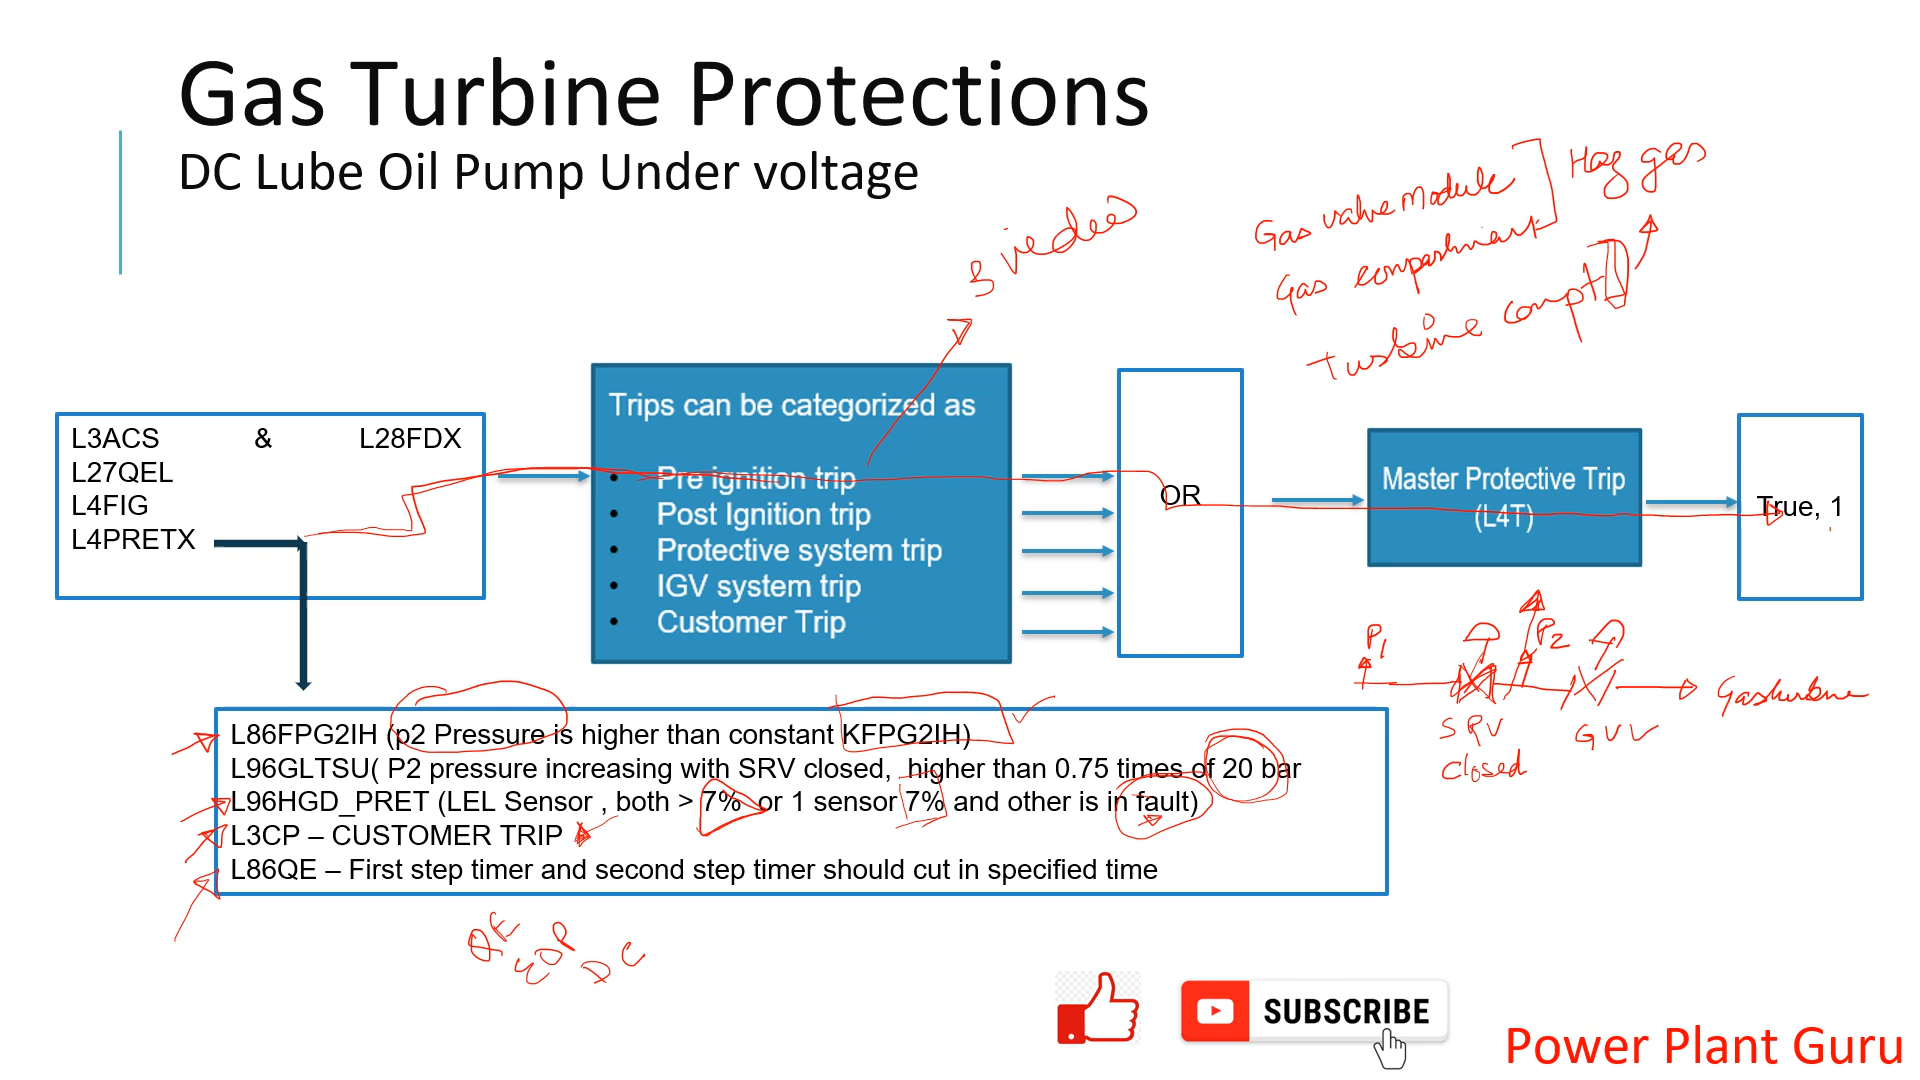 Gas Turbine Protections
DC Lube Oil Pump Under voltage
3 videos
Gas valve module
Gas compartment
Haz gas
Turbine compt
L3ACS & L28FDX
L27QEL
L4FIG
L4PRETX
Trips can be categorized as
• Pre ignition trip
• Post Ignition trip
• Protective system trip
• IGV system trip
• Customer Trip
OR
Master Protective Trip
(L4T)
True, 1
P1
P2
Gasturbine
SRV
closed
L86FPG2IH (p2 Pressure is higher than constant KFPG2IH)
L96GLTSU( P2 pressure increasing with SRV closed, higher than 0.75 times of 20 bar
L96HGD_PRET (LEL Sensor , both > 7% or 1 sensor 7% and other is in fault)
L3CP – CUSTOMER TRIP
L86QE – First step timer and second step timer should cut in specified time
EOP
DC
SUBSCRIBE
Power Plant Guru